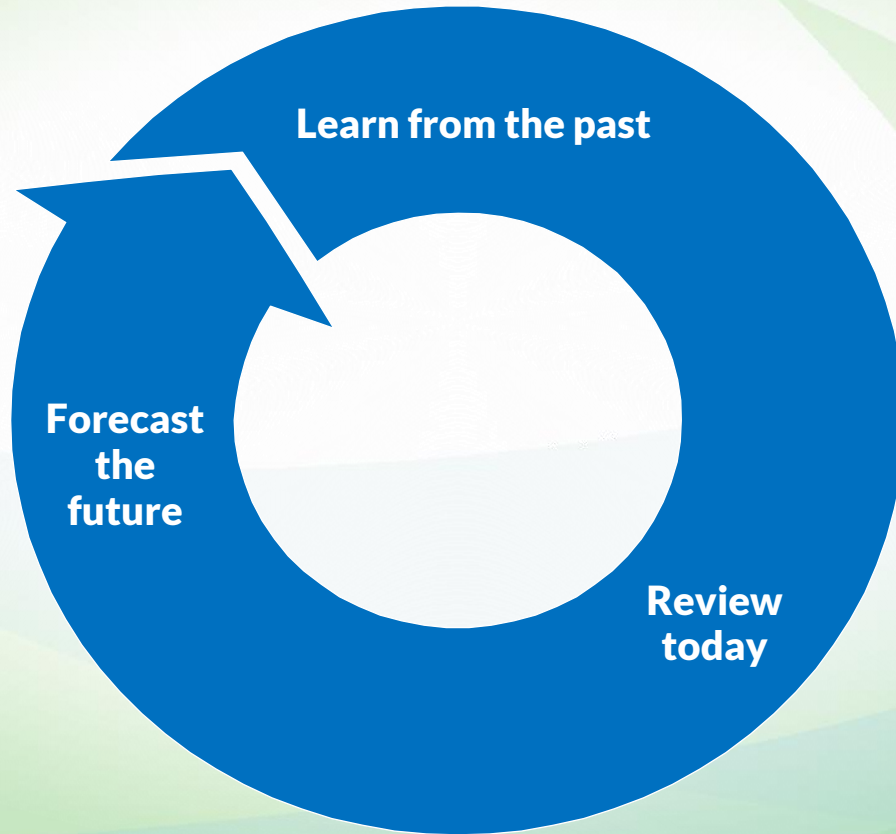 Learn from the past
Forecast
the
future
Review
today